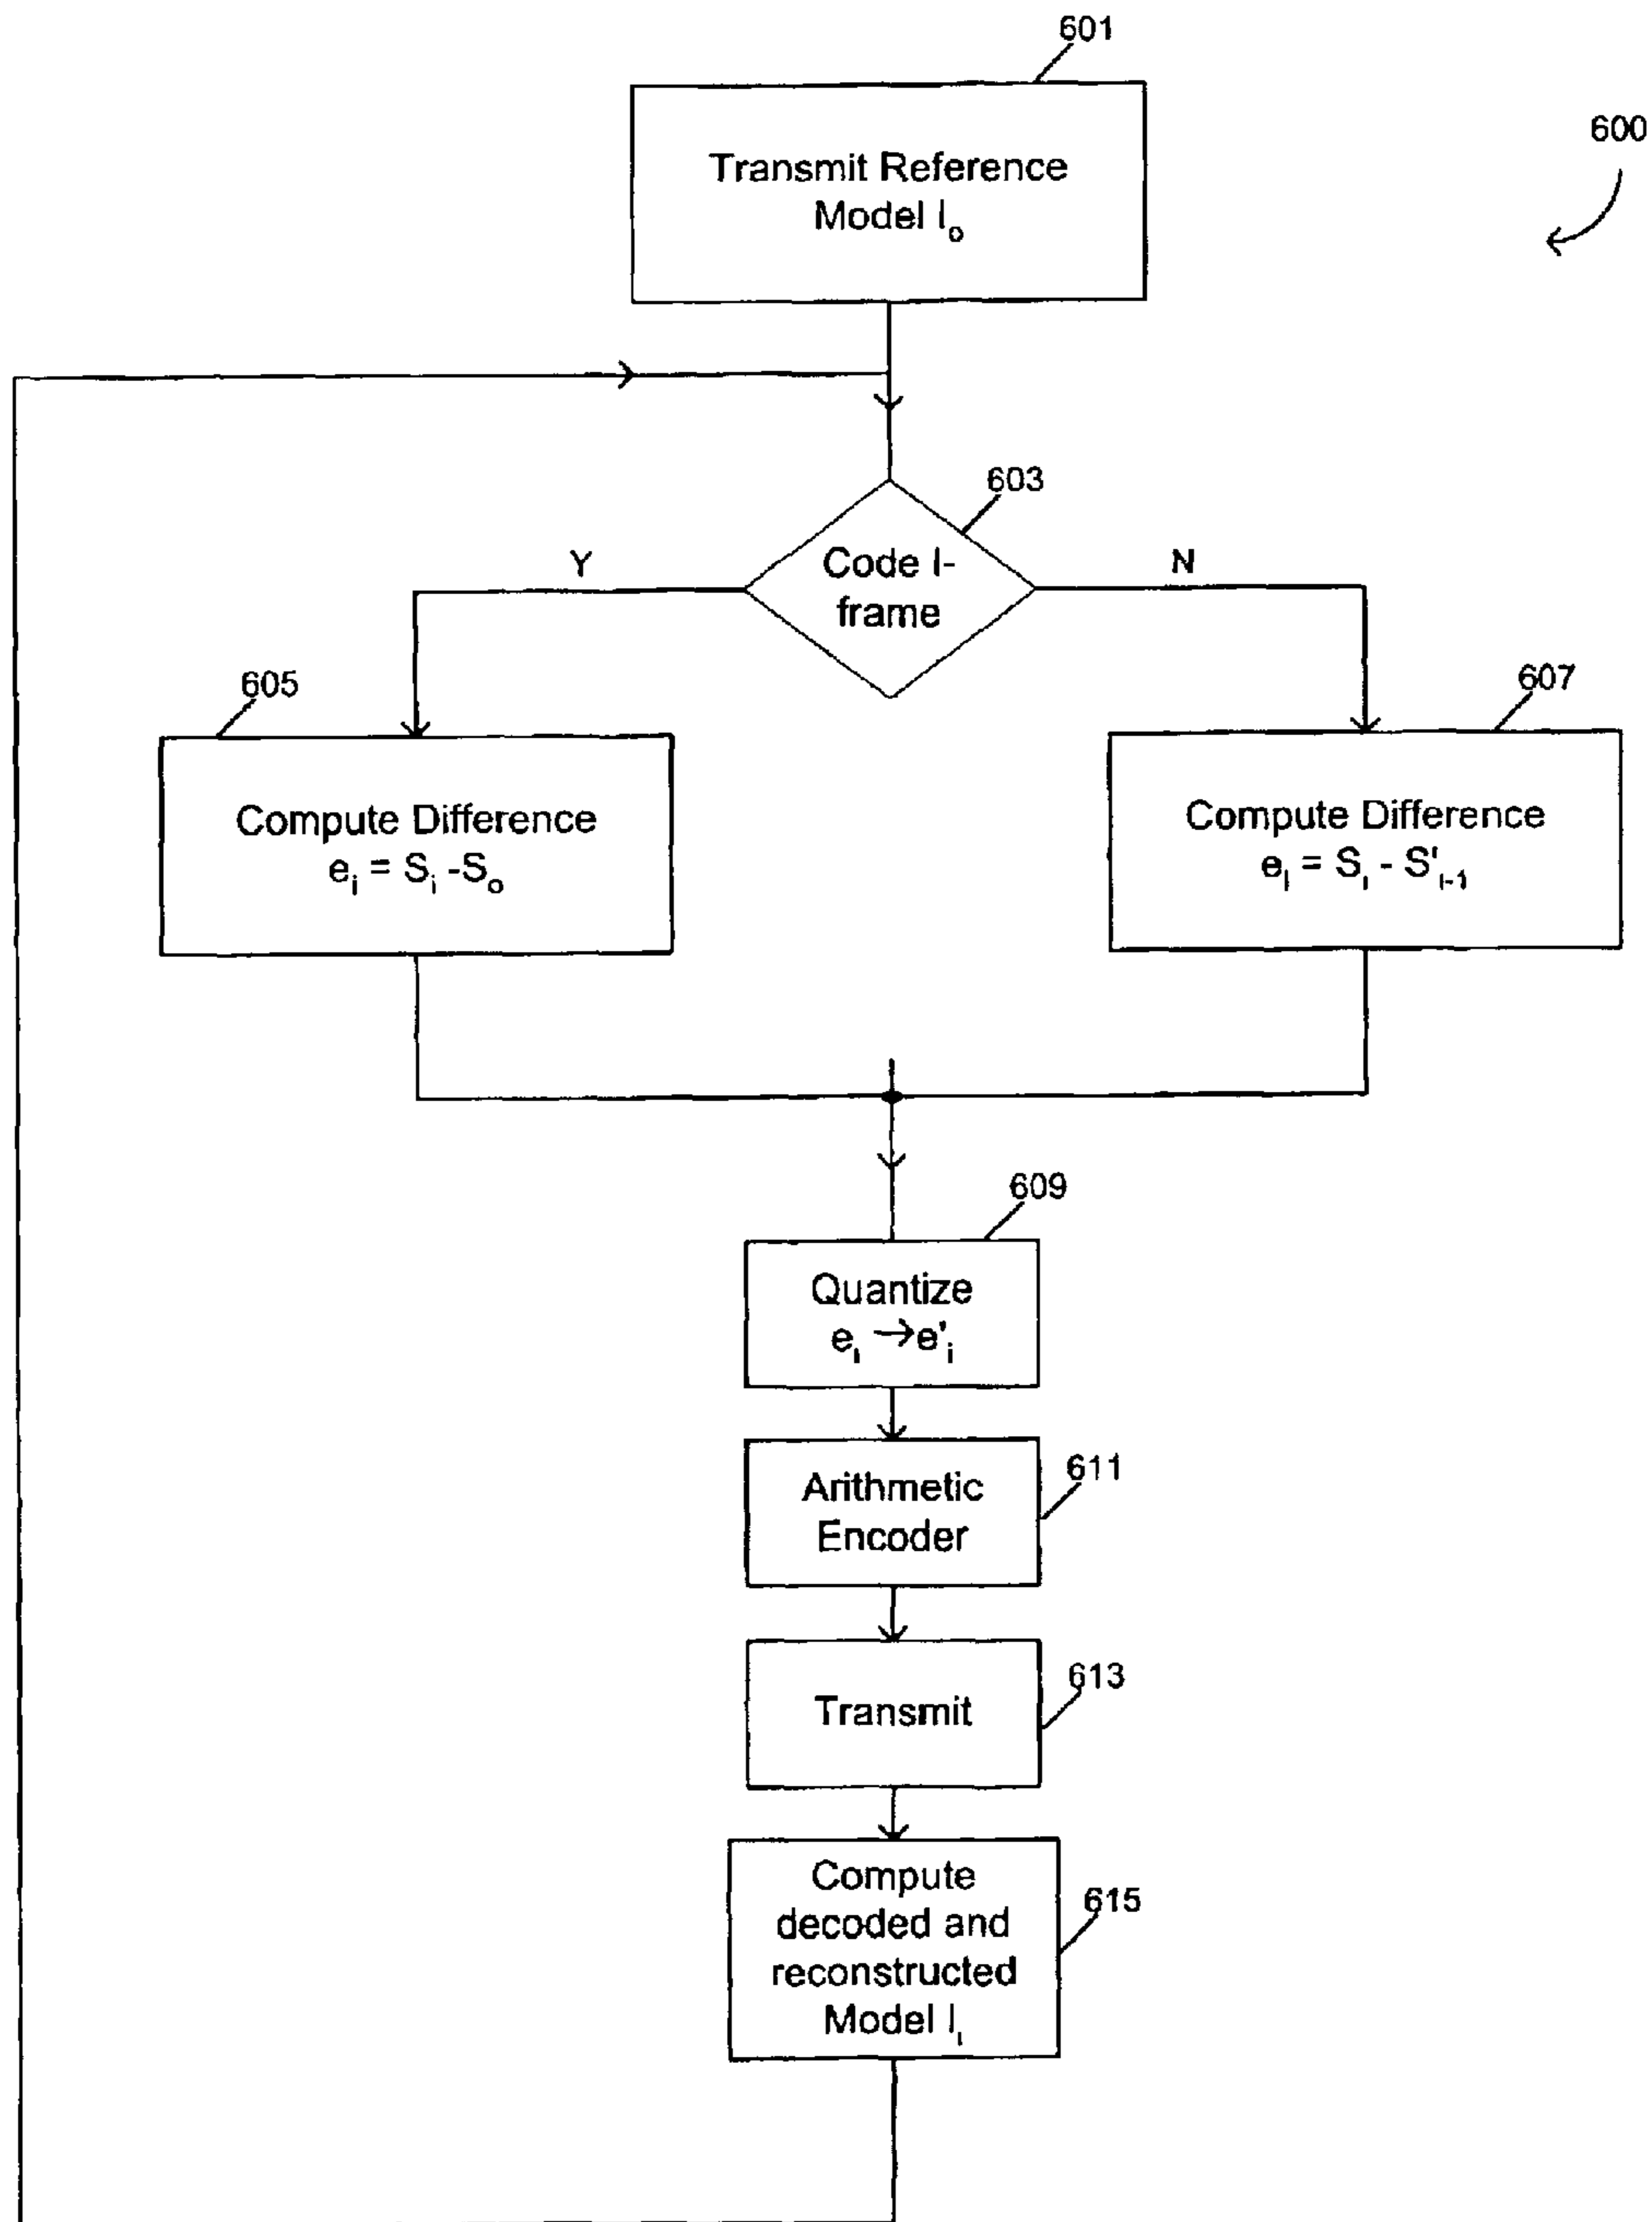 601
Transmit Reference
Model I₀
600
603
Code I-
frame
Y
N
605
Compute Difference
eᵢ = Sᵢ -S₀
607
Compute Difference
eᵢ = Sᵢ - S'ᵢ₋₁
609
Quantize
eᵢ →e'ᵢ
611
Arithmetic
Encoder
613
Transmit
615
Compute
decoded and
reconstructed
Model Iᵢ